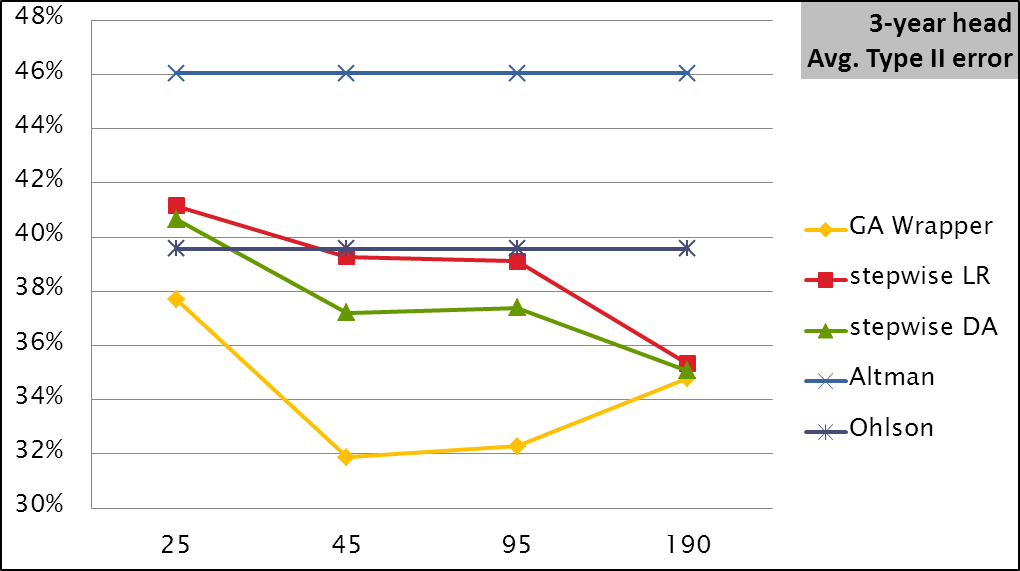 3-year head
Avg. Type II error
48%
46%
44%
42%
40%
38%
36%
34%
32%
30%
25
45
95
190
GA Wrapper
stepwise LR
stepwise DA
Altman
Ohlson